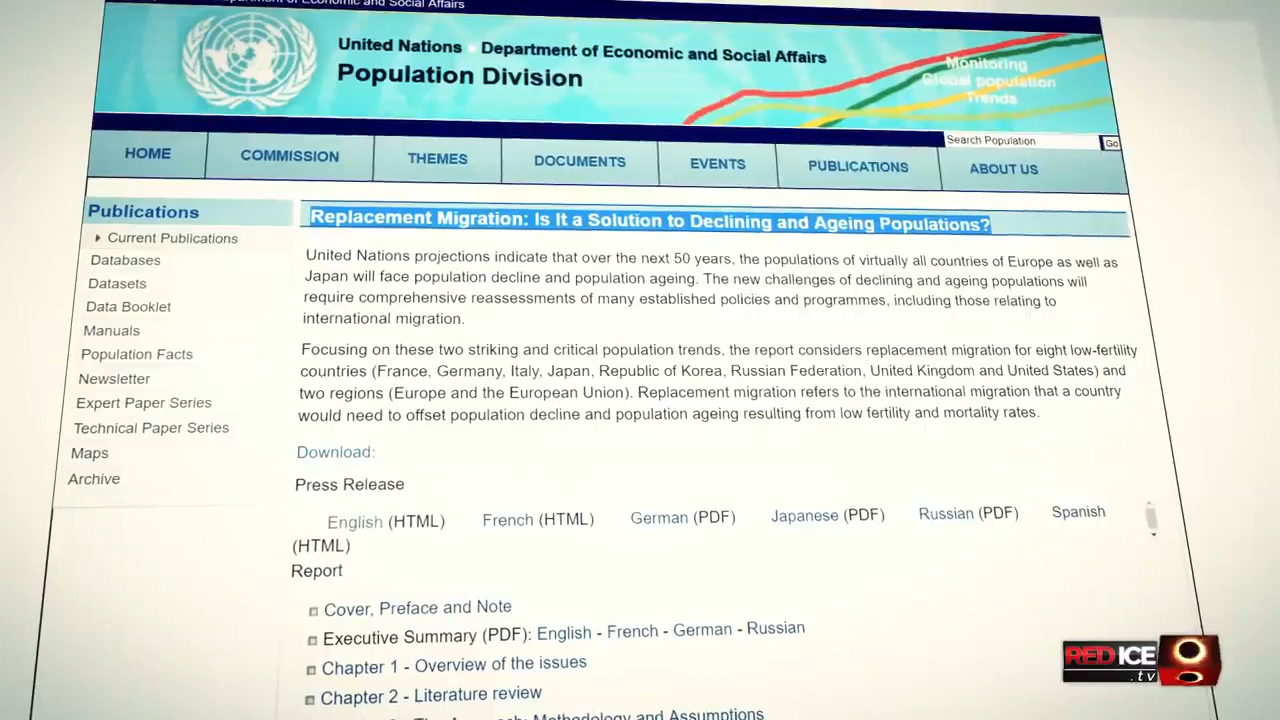 Department of Economic and Social Affairs
United Nations Department of Economic and Social Affairs
Population Division
Monitoring
Global population
Trends
Search Population Go
HOME COMMISSION THEMES DOCUMENTS EVENTS PUBLICATIONS ABOUT US
Publications
Current Publications
Databases
Datasets
Data Booklet
Manuals
Population Facts
Newsletter
Expert Paper Series
Technical Paper Series
Maps
Archive
Replacement Migration: Is It a Solution to Declining and Ageing Populations?
United Nations projections indicate that over the next 50 years, the populations of virtually all countries of Europe as well as
Japan will face population decline and population ageing. The new challenges of declining and ageing populations will
require comprehensive reassessments of many established policies and programmes, including those relating to
international migration.
Focusing on these two striking and critical population trends, the report considers replacement migration for eight low-fertility
countries (France, Germany, Italy, Japan, Republic of Korea, Russian Federation, United Kingdom and United States) and
two regions (Europe and the European Union). Replacement migration refers to the international migration that a country
would need to offset population decline and population ageing resulting from low fertility and mortality rates.
Download:
Press Release
English (HTML) French (HTML) German (PDF) Japanese (PDF) Russian (PDF) Spanish
(HTML)
Report
Cover, Preface and Note
Executive Summary (PDF): English - French - German - Russian
Chapter 1 - Overview of the issues
Chapter 2 - Literature review
Methodology and Assumptions
RED ICE
.tv